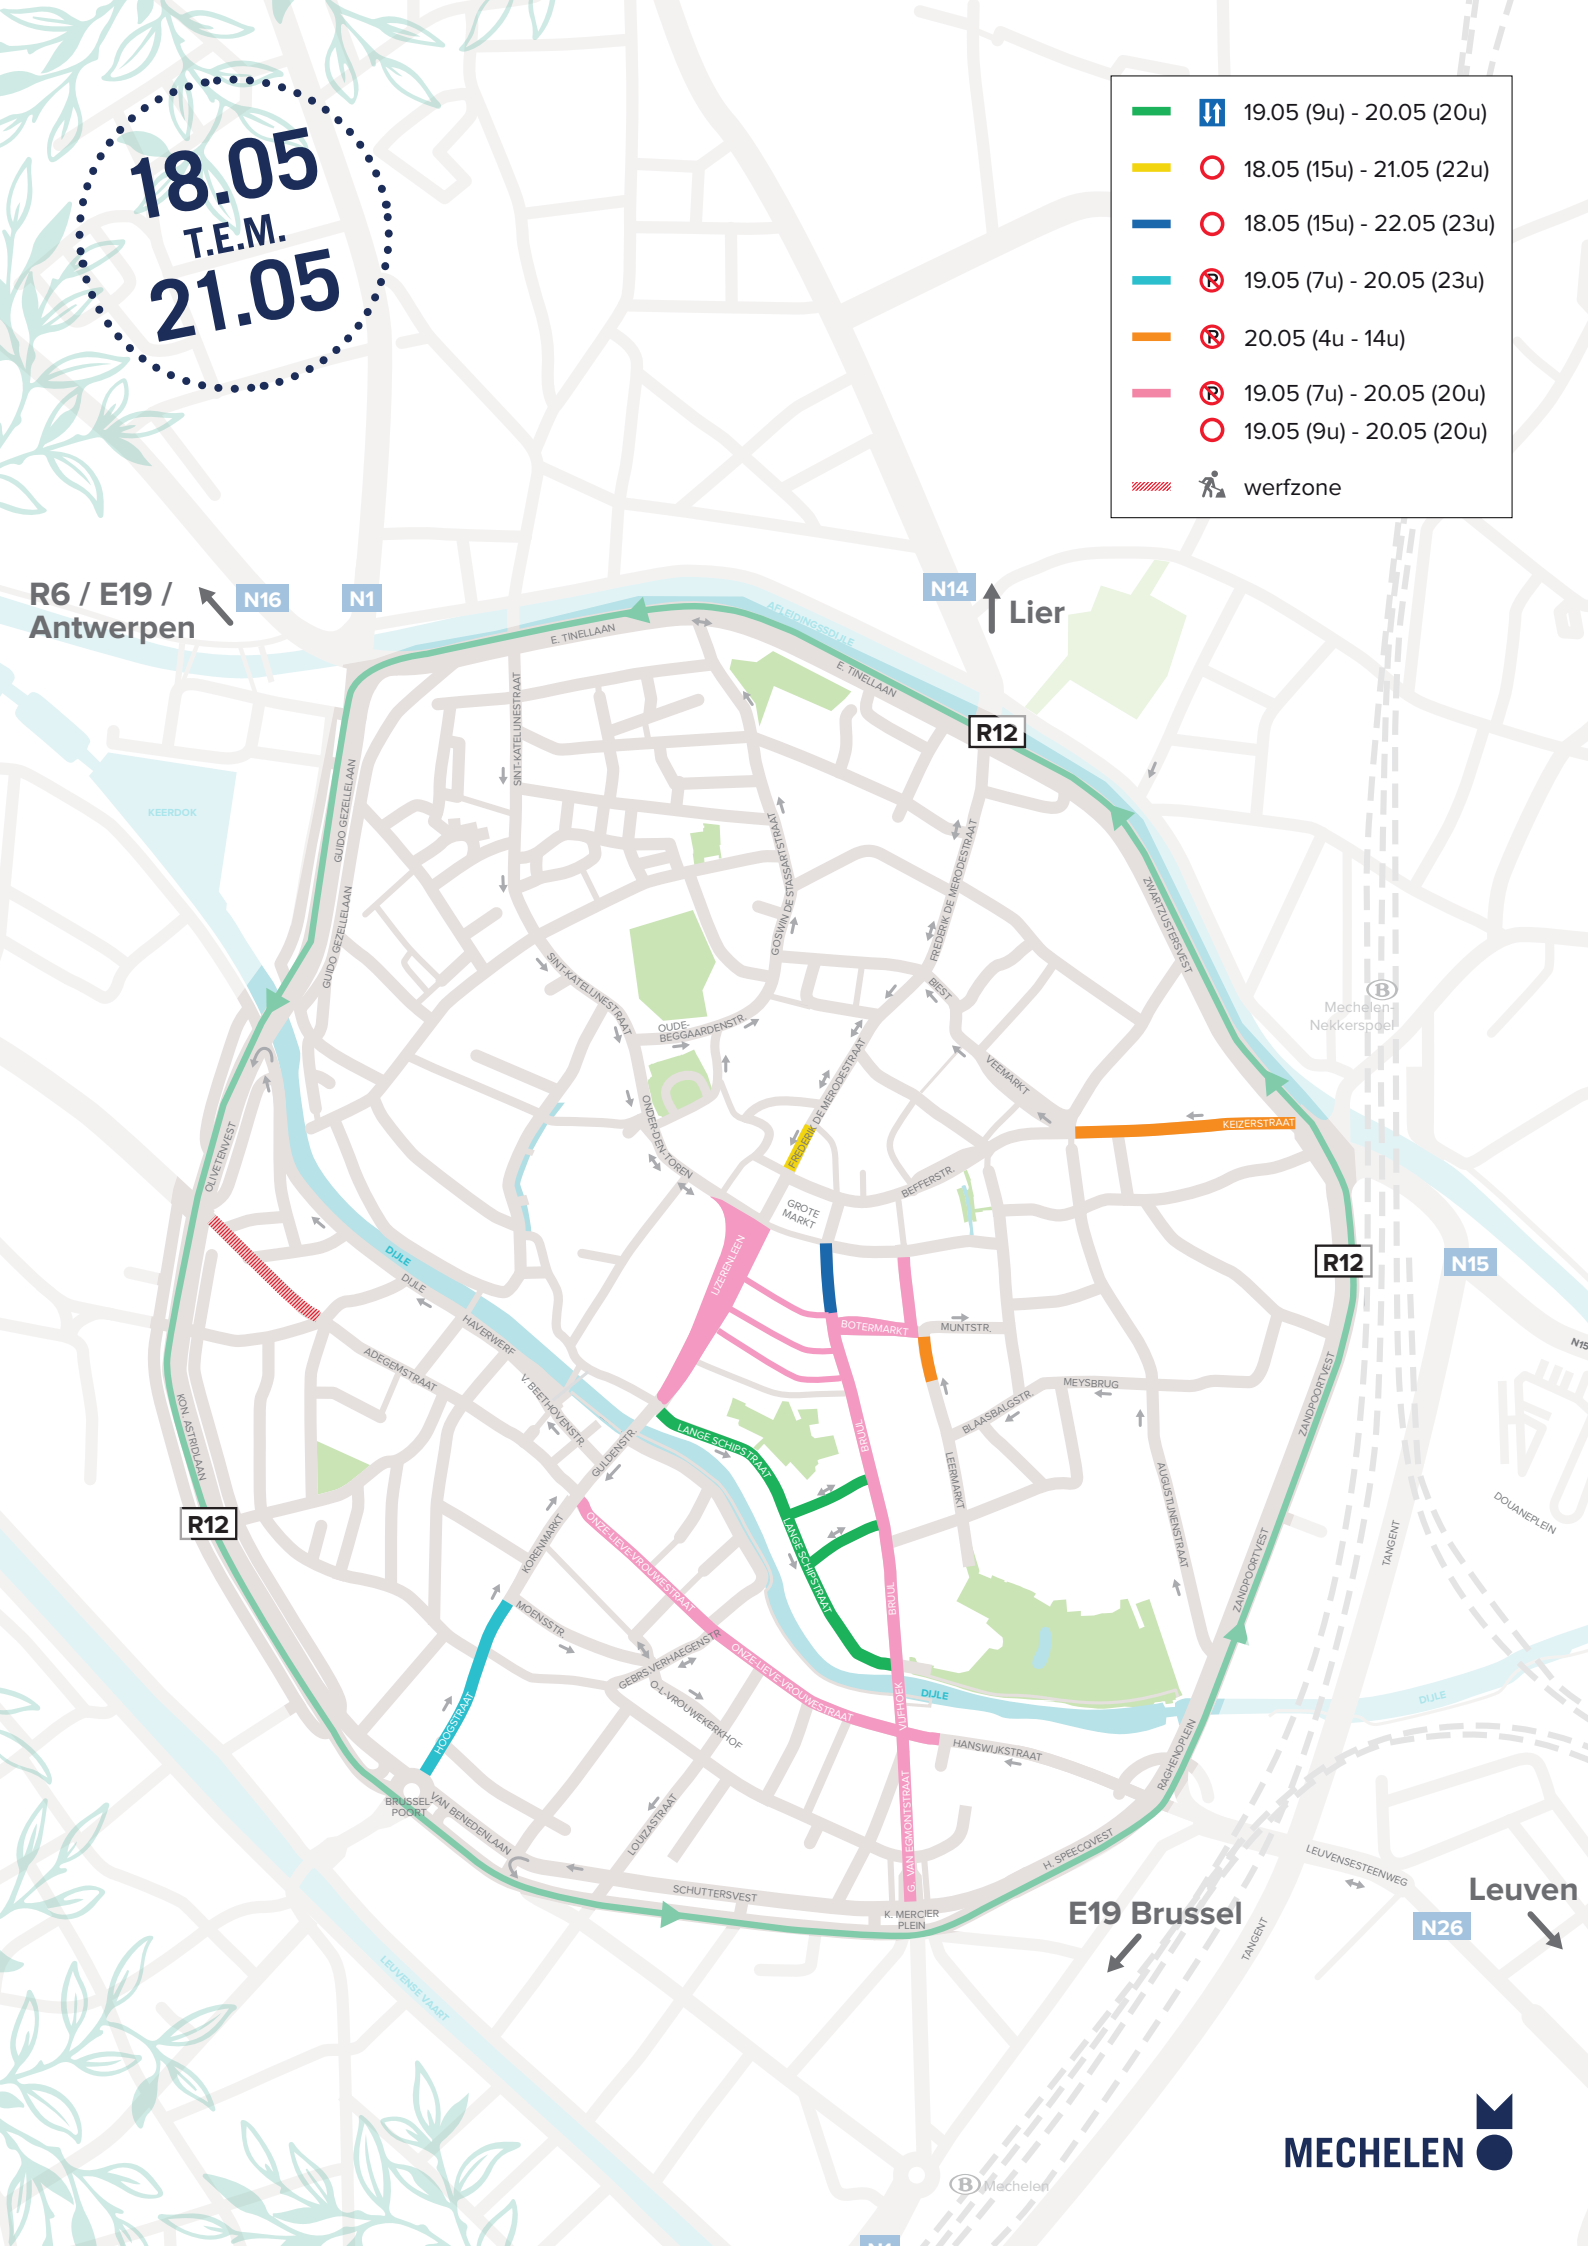 18.05
T.E.M.
21.05
19.05 (9u) - 20.05 (20u)
18.05 (15u) - 21.05 (22u)
18.05 (15u) - 22.05 (23u)
P 19.05 (7u) - 20.05 (23u)
P 20.05 (4u - 14u)
P 19.05 (7u) - 20.05 (20u)
19.05 (9u) - 20.05 (20u)
werfzone
R6 / E19 /
Antwerpen
N16
N1
N14
Lier
AFLEIDINGSDIJLE
E. TINELLAAN
E. TINELLAAN
R12
KEERDOK
GUIDO GEZELLELAAN
GUIDO GEZELLELAAN
SINT-KATELIJNESTRAAT
GOSWIN DE STASSARTSTRAAT
FREDERIK DE MERODESTRAAT
ZWARTZUSTERSVEST
SINT-KATELIJNESTRAAT
BIEST
B
Mechelen-
Nekkerspoel
OUDE-
BEGGAARDENSTR.
VEEMARKT
FREDERIK DE MERODESTRAAT
ONDER-DEN-TOREN
KEIZERSTRAAT
OLIVETENVEST
FREDERIK
BEFFERSTR.
GROTE
MARKT
IJZERENLEEN
DIJLE
DIJLE
R12
N15
HAVERWERF
BOTERMARKT
MUNTSTR.
N15
ADEGEMSTRAAT
V. BEETHOVENSTR.
MEYSBRUG
BLAASBALGSTR.
ZANDPOORTVEST
KON. ASTRIDLAAN
GULDENSTR.
LANGE SCHIPSTRAAT
BRUUL
LEERMARKT
AUGUSTIJNENSTRAAT
DOUANEPLEIN
TANGENT
R12
KORENMARKT
ONZE-LIEVE-VROUWESTRAAT
LANGE SCHIPSTRAAT
BRUUL
ZANDPOORTVEST
MOENSSTR.
GEBRS.VERHAEGENSTR.
O-L-VROUWEKERKHOF
ONZE-LIEVE-VROUWESTRAAT
VIJFHOEK
DIJLE
DIJLE
HOOGSTRAAT
HANSWIJKSTRAAT
RAGHENOPLEIN
BRUSSEL-
POORT
VAN BENEDENLAAN
LOUIZASTRAAT
G. VAN EGMONTSTRAAT
H. SPEECQVEST
LEUVENSESTEENWEG
SCHUTTERSVEST
K. MERCIER
PLEIN
E19 Brussel
Leuven
N26
TANGENT
LEUVENSE VAART
MECHELEN
B Mechelen